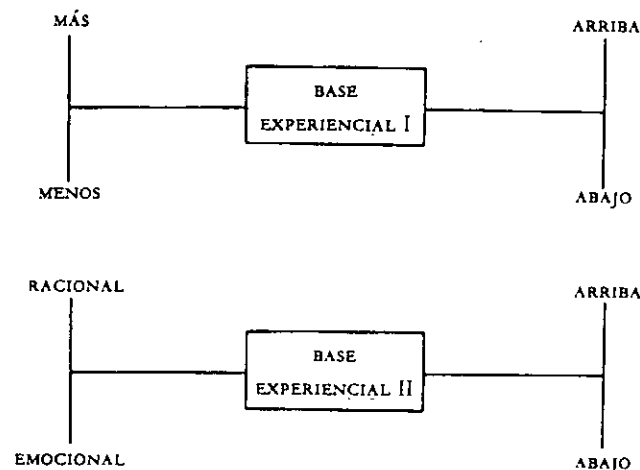 MÁS
ARRIBA
BASE
EXPERIENCIAL I
MENOS
ABAJO
RACIONAL
ARRIBA
BASE
EXPERIENCIAL II
EMOCIONAL
ABAJO